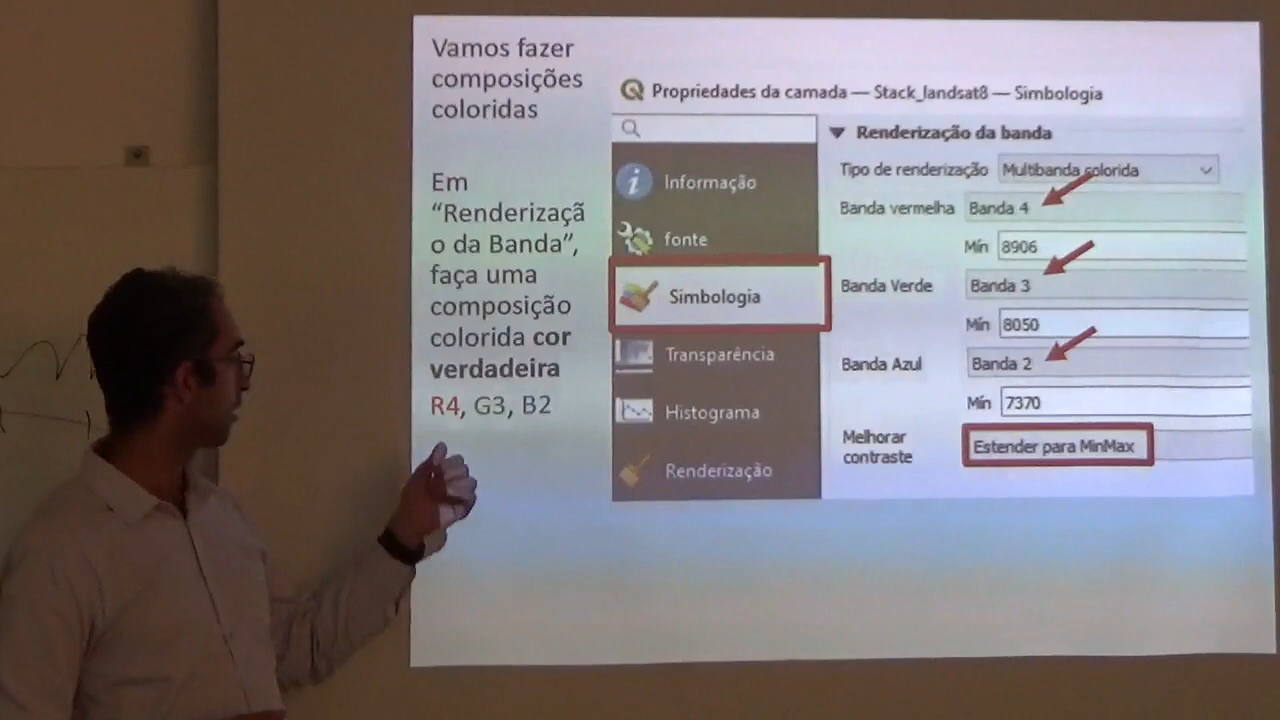 Vamos fazer
composições
coloridas
Em
“Renderizaçã
o da Banda”,
faça uma
composição
colorida cor
verdadeira
R4, G3, B2
Propriedades da camada — Stack_landsat8 — Simbologia
Informação
fonte
Simbologia
Transparência
Histograma
Renderização
Renderização da banda
Tipo de renderização Multibanda colorida
Banda vermelha Banda 4
Mín 8906
Banda Verde Banda 3
Mín 8050
Banda Azul Banda 2
Mín 7370
Melhorar
contraste
Estender para MinMax